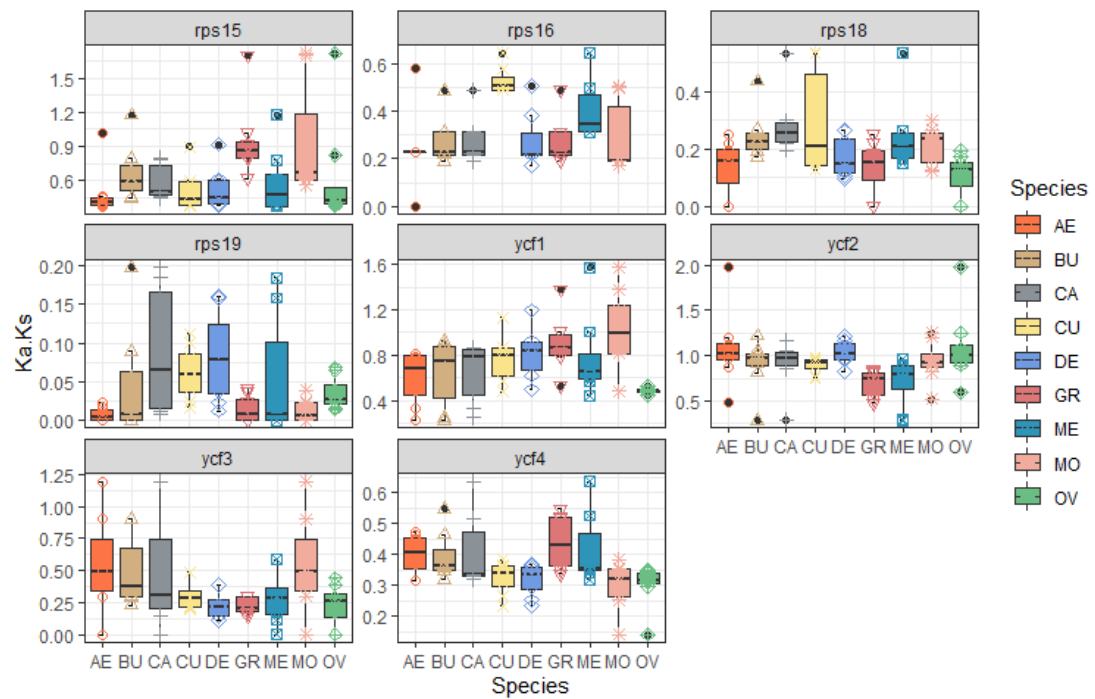 rps15 rps16 rps18
1.5
1.2
0.9
0.6
0.6
0.4
0.2
0.0
0.4
0.2
0.0
rps19 ycf1 ycf2
0.20
0.15
0.10
0.05
0.00
1.6
1.2
0.8
0.4
2.0
1.5
1.0
0.5
ycf3 ycf4
1.25
1.00
0.75
0.50
0.25
0.00
0.6
0.5
0.4
0.3
0.2
AE BU CA CU DE GR ME MO OV
AE BU CA CU DE GR ME MO OV
AE BU CA CU DE GR ME MO OV
Ka.Ks
Species
Species
AE
BU
CA
CU
DE
GR
ME
MO
OV